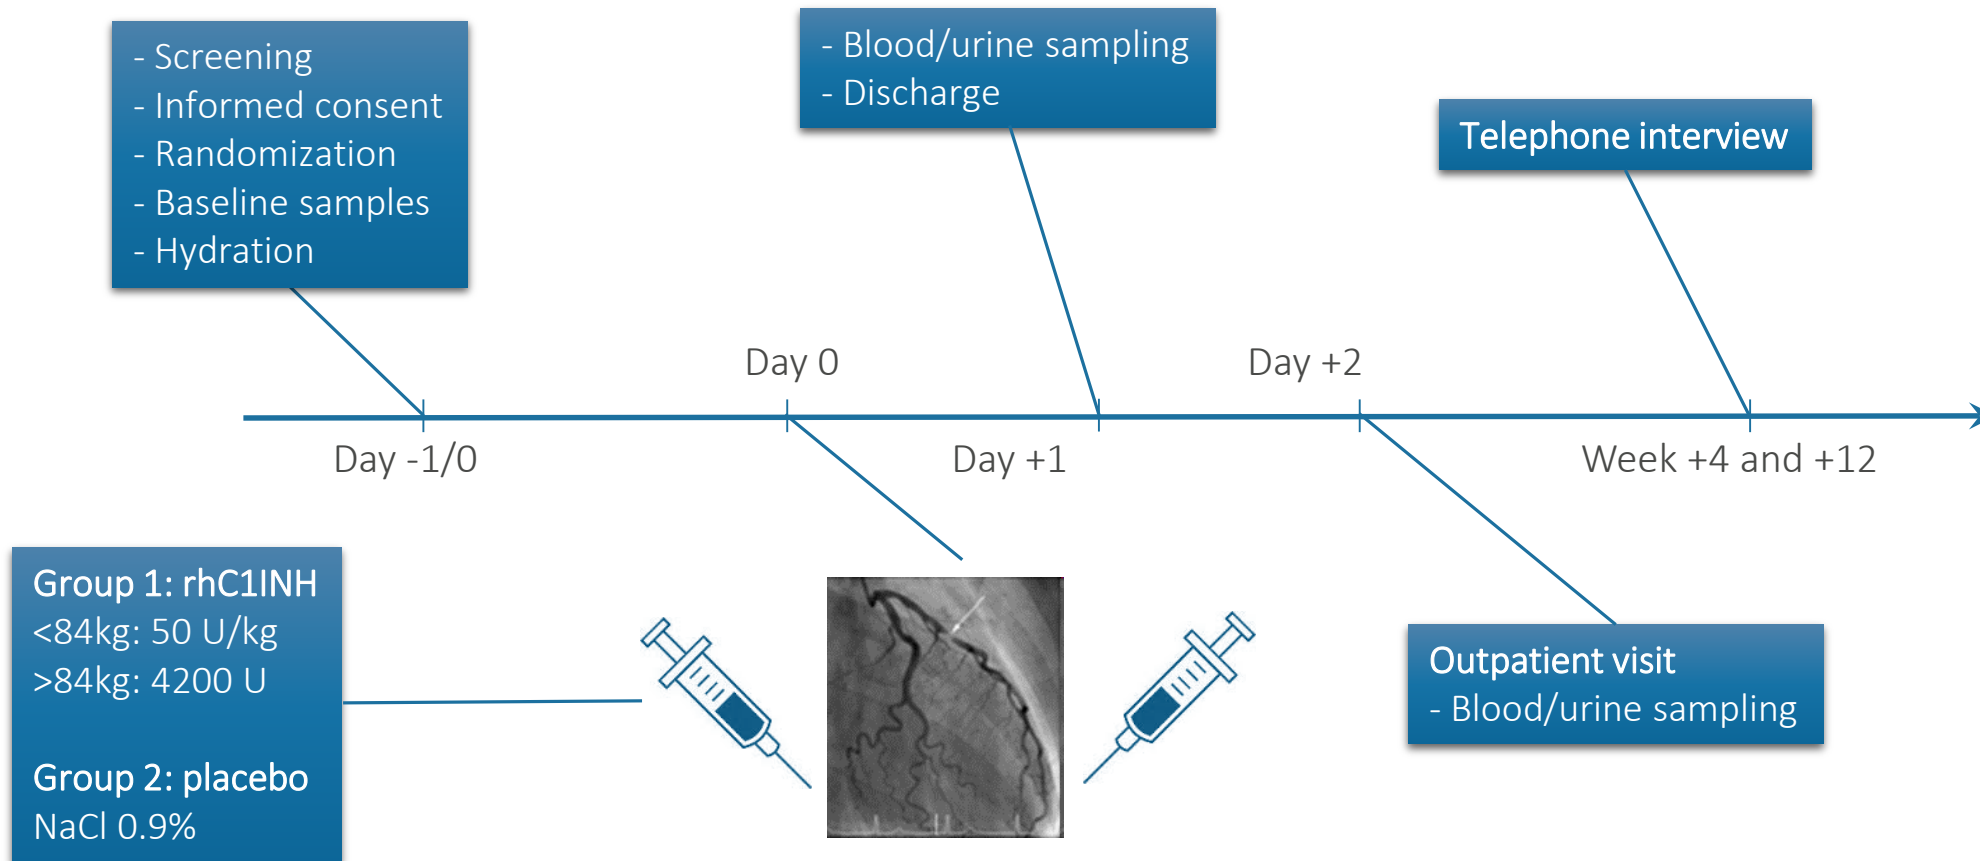 - Screening
- Informed consent
- Randomization
- Baseline samples
- Hydration
- Blood/urine sampling
- Discharge
Telephone interview
Day 0
Day +2
Day -1/0
Day +1
Week +4 and +12
Group 1: rhC1INH
<84kg: 50 U/kg
>84kg: 4200 U
Group 2: placebo
NaCl 0.9%
Outpatient visit
- Blood/urine sampling